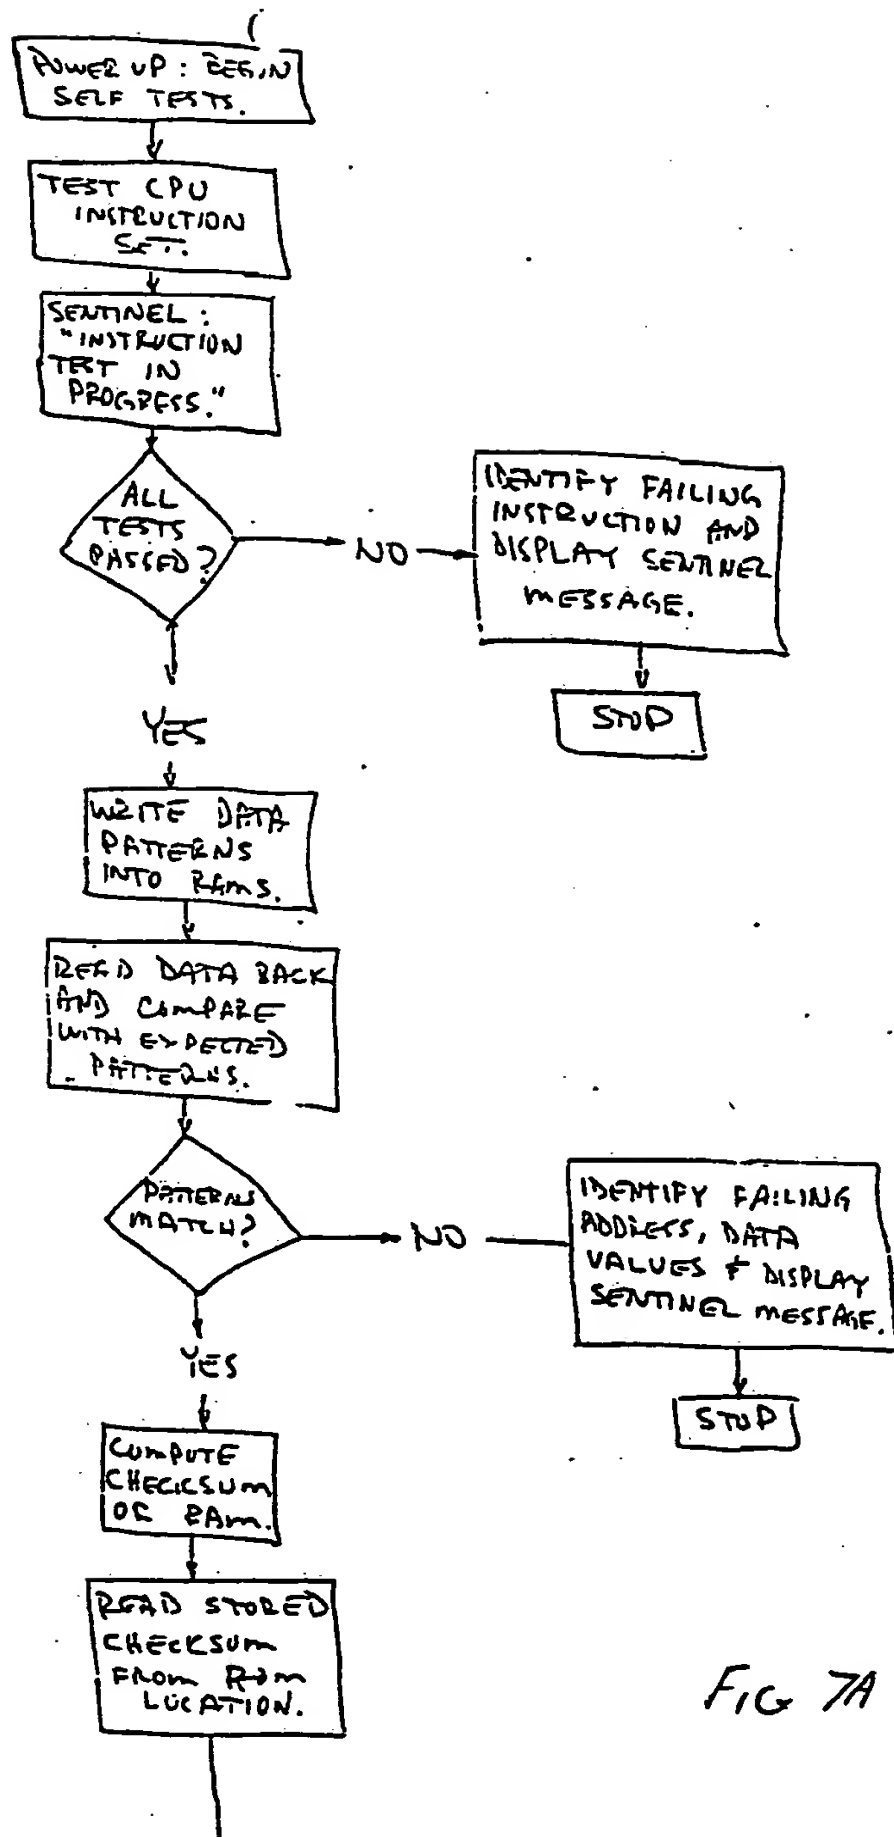 POWER UP : BEGIN
SELF TESTS.
TEST CPU
INSTRUCTION
SET.
SENTINEL :
"INSTRUCTION
TEST IN
PROGRESS."
ALL
TESTS
PASSED?
NO
IDENTIFY FAILING
INSTRUCTION AND
DISPLAY SENTINEL
MESSAGE.
STOP
YES
WRITE DATA
PATTERNS
INTO RAMS.
READ DATA BACK
AND COMPARE
WITH EXPECTED
PATTERNS.
PATTERNS
MATCH?
NO
IDENTIFY FAILING
ADDRESS, DATA
VALUES & DISPLAY
SENTINEL MESSAGE.
STOP
YES
COMPUTE
CHECKSUM
OF RAM.
READ STORED
CHECKSUM
FROM ROM
LOCATION.
FIG 7A